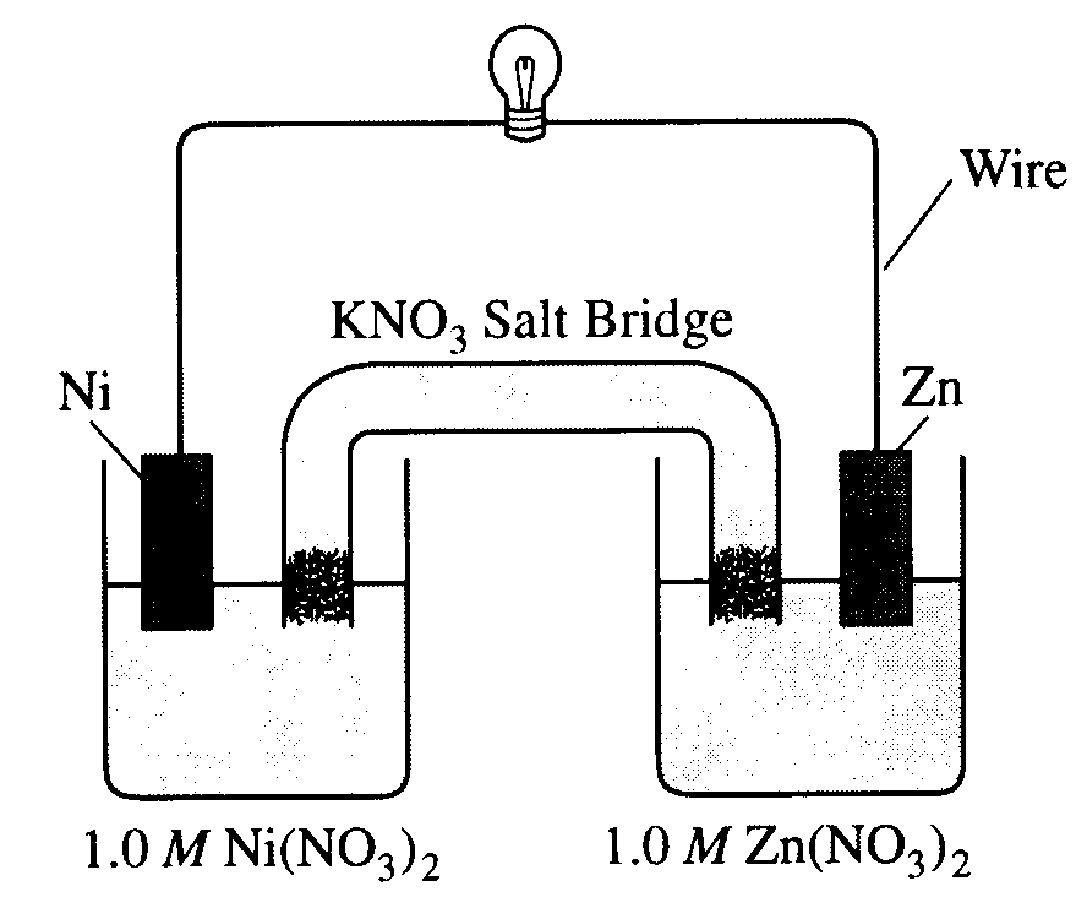 Wire
KNO₃ Salt Bridge
Ni
Zn
1.0 M Ni(NO₃)₂
1.0 M Zn(NO₃)₂